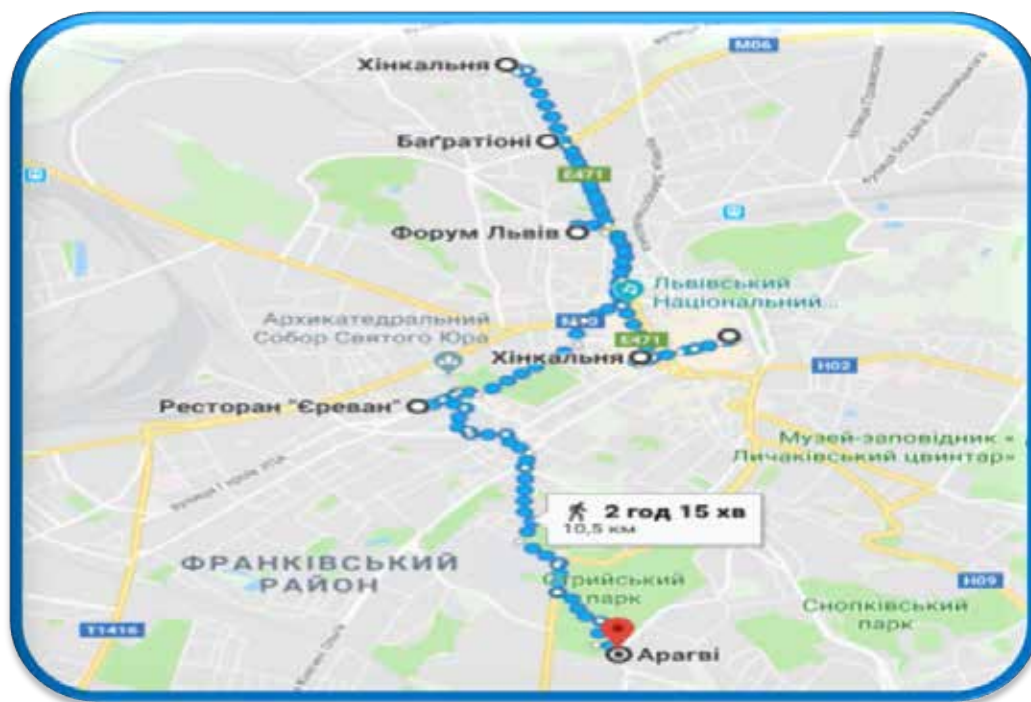 M06
Хінкальня
Баґратіоні
E471
Форум Львів
Львівський
Національний...
Архикатедральний
Собор Святого Юра
E471
Хінкальня
H02
Ресторан "Єреван"
Музей-заповідник «
Личаківський цвинтар»
2 год 15 хв
10,5 км
ФРАНКІВСЬКИЙ
РАЙОН
Стрийський
парк
H09
Снопківський
парк
T1416
Арагві